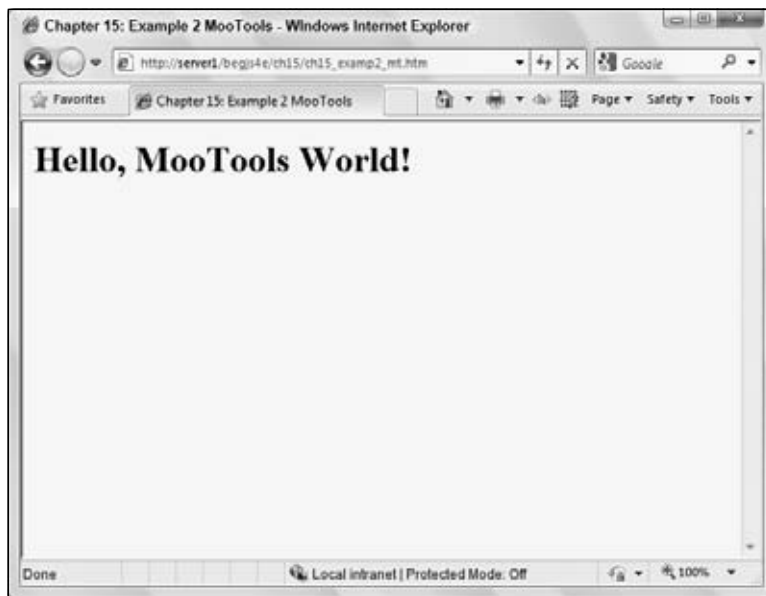 Chapter 15: Example 2 MooTools - Windows Internet Explorer
http://server1/begjs4e/ch15/ch15_examp2_mt.htm
Google
Favorites
Chapter 15: Example 2 MooTools
Page
Safety
Tools
Hello, MooTools World!
Done
Local intranet | Protected Mode: Off
100%